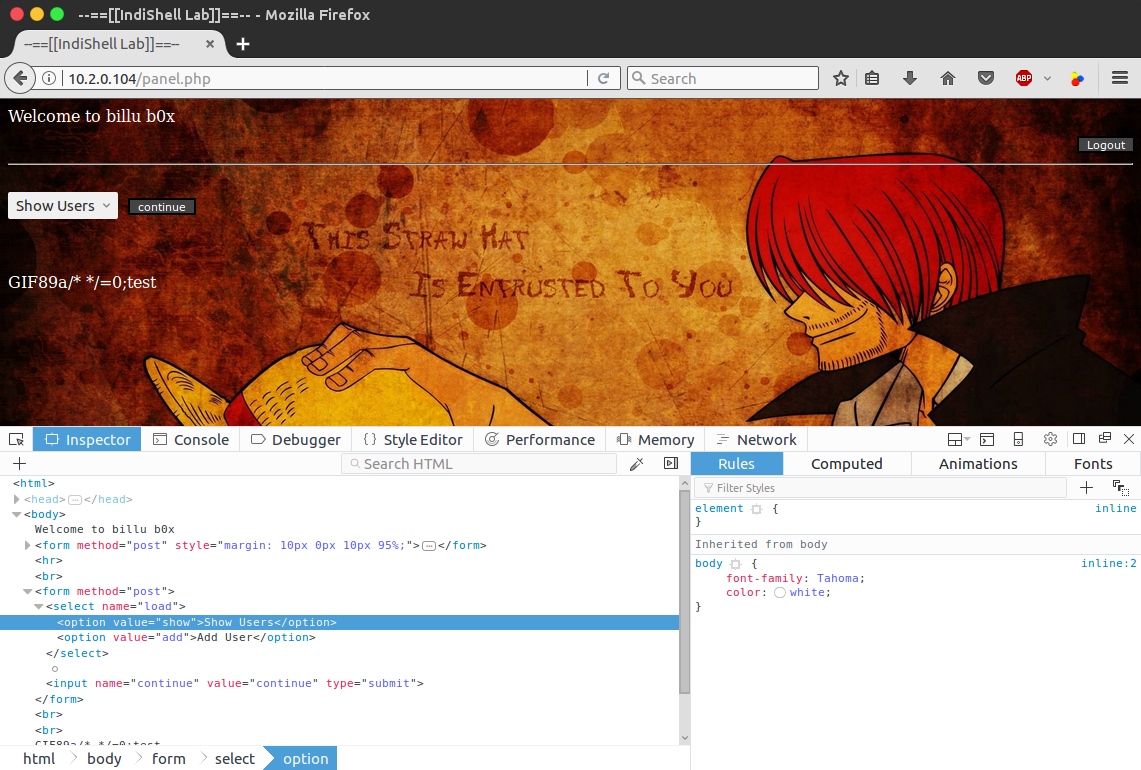 --==[[IndiShell Lab]]==-- - Mozilla Firefox
--==[[IndiShell Lab]]==--
10.2.0.104/panel.php
Search
ABP
Welcome to billu b0x
Logout
Show Users
continue
This Straw Hat
GIF89a/* */=0;test
Is Entrusted To You
Inspector
Console
Debugger
{ } Style Editor
Performance
Memory
Network
Search HTML
Rules
Computed
Animations
Fonts
Filter Styles
<html>
<head>…</head>
<body>
Welcome to billu b0x
<form method="post" style="margin: 10px 0px 10px 95%;">…</form>
<hr>
<br>
<form method="post">
<select name="load">
<option value="show">Show Users</option>
<option value="add">Add User</option>
</select>
<input name="continue" value="continue" type="submit">
</form>
<br>
<br>
GIF89a/* */=0;test
element { inline
}
Inherited from body
body { inline:2
font-family: Tahoma;
color: white;
}
html
body
form
select
option